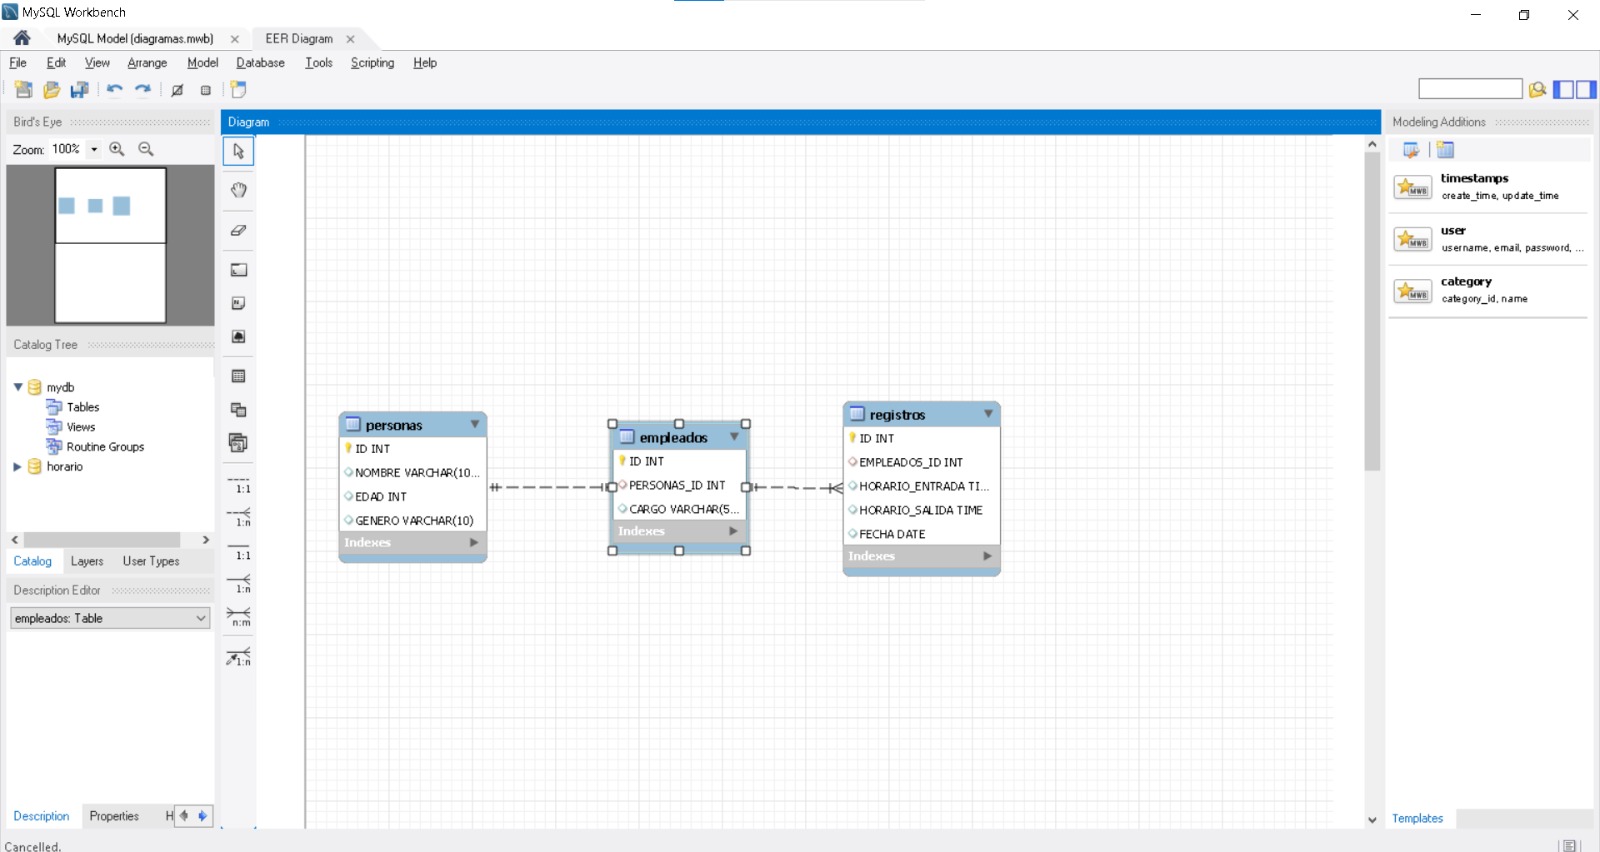 MySQL Workbench
MySQL Model (diagramas.mwb)
EER Diagram
File Edit View Arrange Model Database Tools Scripting Help
Bird's Eye
Zoom: 100%
Catalog Tree
mydb
Tables
Views
Routine Groups
horario
Catalog Layers User Types
Description Editor
empleados: Table
Description Properties H
Cancelled.
Diagram
1:1
1:n
1:1
1:n
n:m
1:n
personas
ID INT
NOMBRE VARCHAR(10...
EDAD INT
GENERO VARCHAR(10)
Indexes
empleados
ID INT
PERSONAS_ID INT
CARGO VARCHAR(5...
Indexes
registros
ID INT
EMPLEADOS_ID INT
HORARIO_ENTRADA TI...
HORARIO_SALIDA TIME
FECHA DATE
Indexes
Modeling Additions
MWB
timestamps
create_time, update_time
MWB
user
username, email, password, ...
MWB
category
category_id, name
Templates